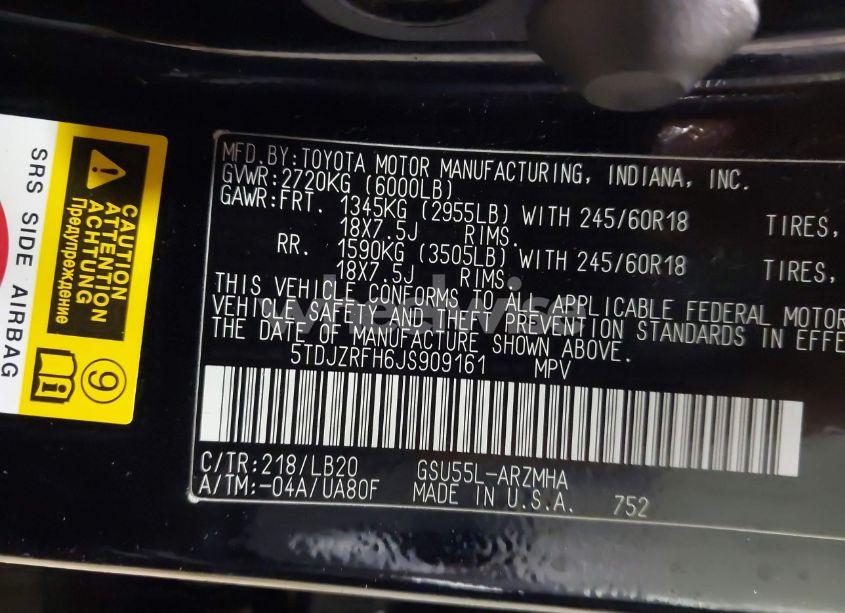 MFD.BY:TOYOTA MOTOR MANUFACTURING, INDIANA, INC.
GVWR:2720KG (6000LB)
GAWR:FRT. 1345KG (2955LB) WITH 245/60R18 TIRES,
18X7.5J RIMS.
RR. 1590KG (3505LB) WITH 245/60R18 TIRES,
18X7.5J RIMS.
THIS VEHICLE CONFORMS TO ALL APPLICABLE FEDERAL MOTOR
VEHICLE SAFETY AND THEFT PREVENTION STANDARDS IN EFFE
THE DATE OF MANUFACTURE SHOWN ABOVE.
5TDJZRFH6JS909161 MPV
C/TR:218/LB20 GSU55L-ARZMHA
A/TM:-04A/UA80F MADE IN U.S.A. 752
CAUTION
ATTENTION
ACHTUNG
Предупреждение
SRS SIDE AIRBAG
9
i
wheelwise